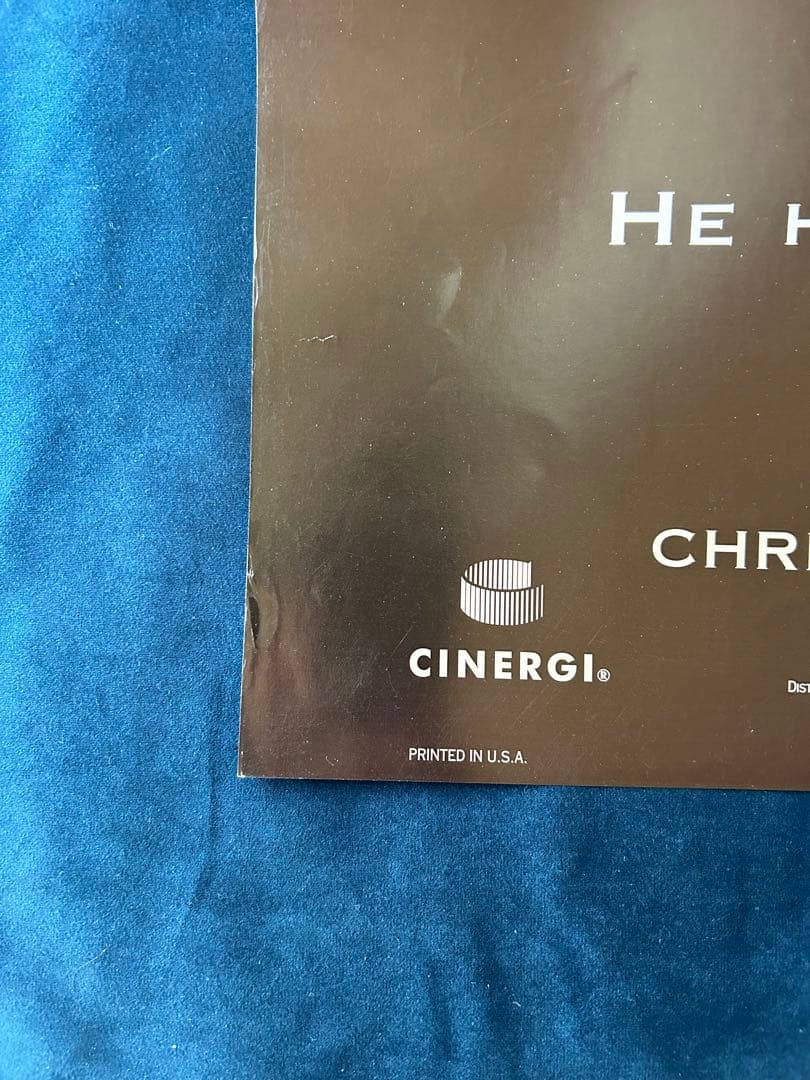 HE H
CHRI
CINERGI®
DIST
PRINTED IN U.S.A.